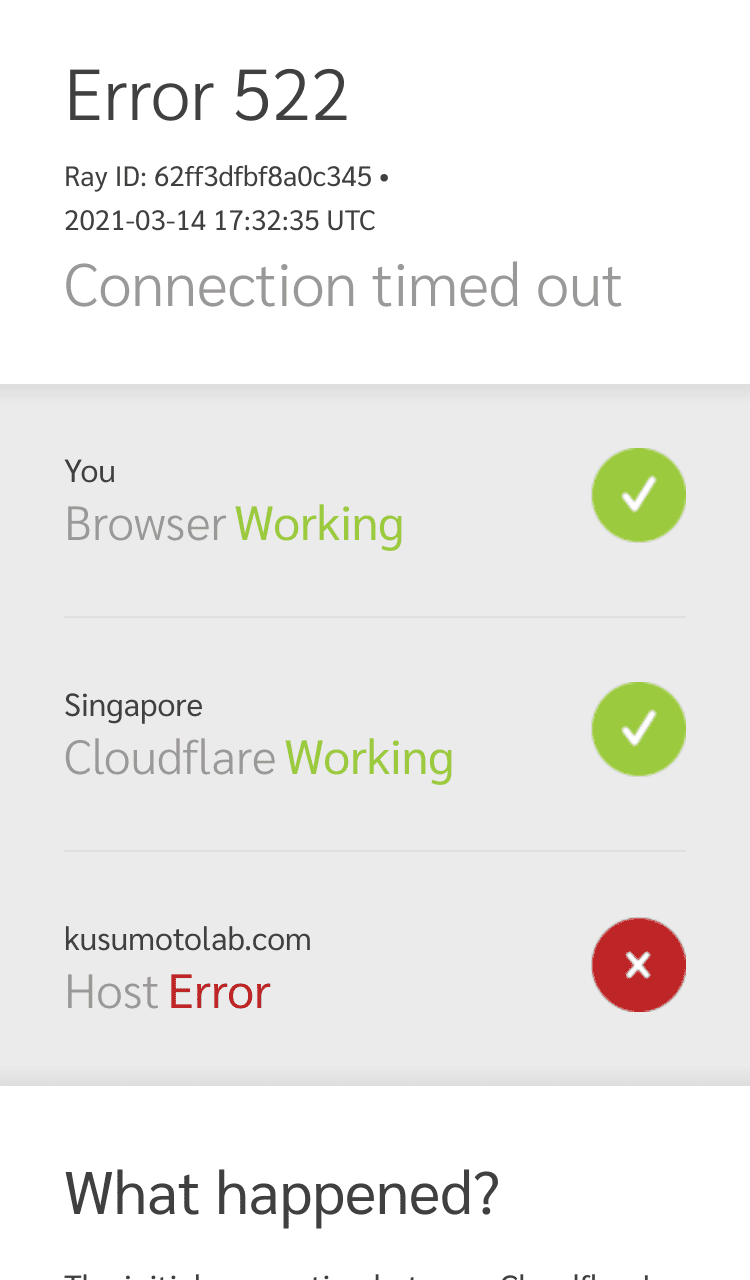 Error 522
Ray ID: 62ff3dfbf8a0c345 •
2021-03-14 17:32:35 UTC
Connection timed out
You
Browser Working
Singapore
Cloudflare Working
kusumotolab.com
Host Error
What happened?